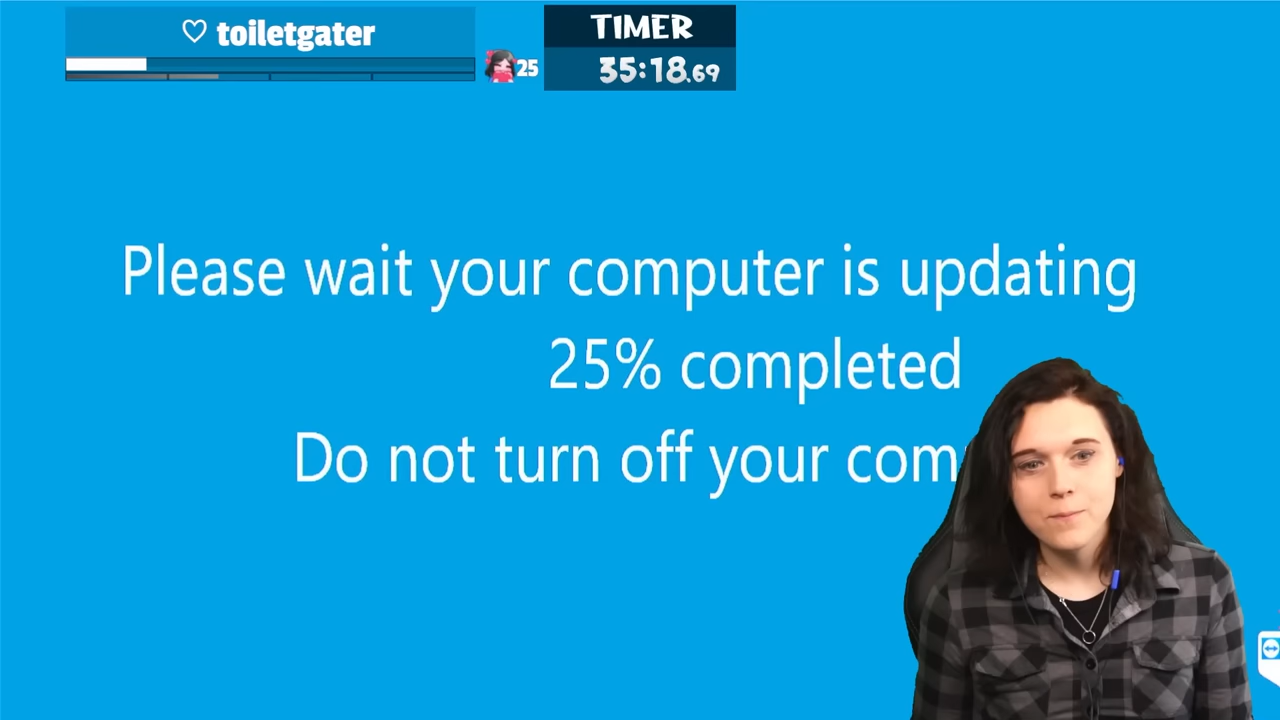 ♡ toiletgater
25
TIMER
35:18.69
Please wait your computer is updating
25% completed
Do not turn off your com